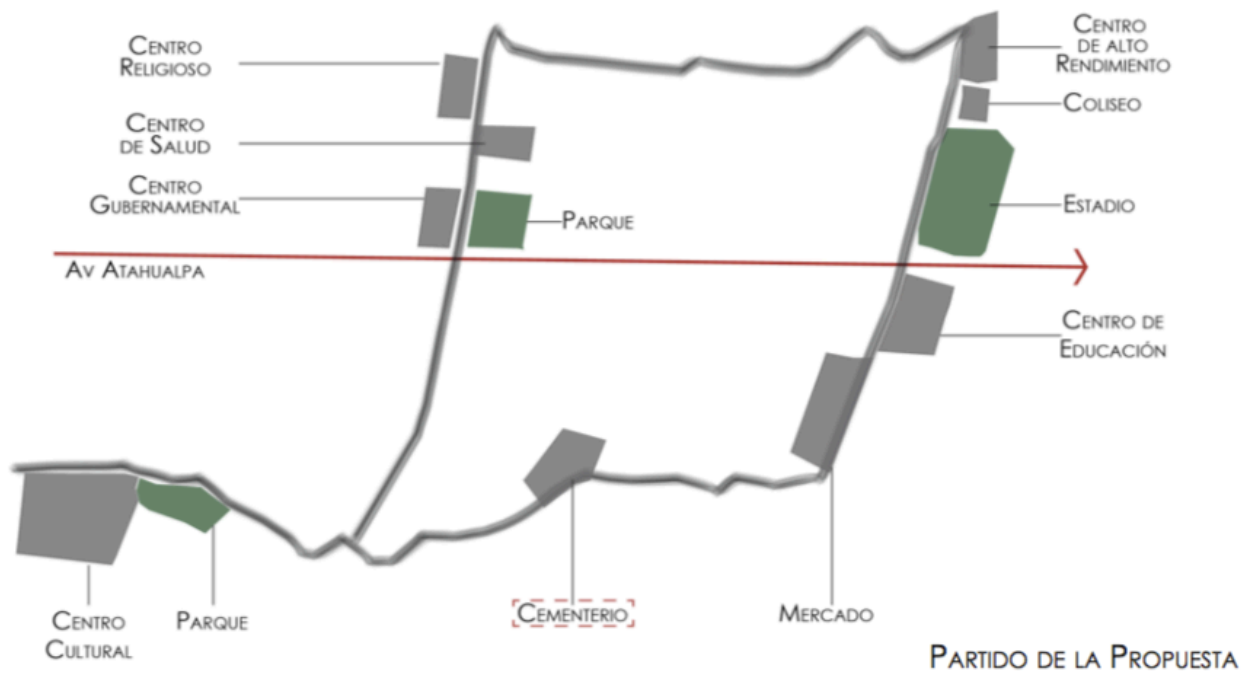 Centro
Religioso
Centro
de Salud
Centro
Gubernamental
Parque
Av Atahualpa
Centro
de alto
Rendimiento
Coliseo
Estadio
Centro de
Educación
Centro
Cultural
Parque
Cementerio
Mercado
Partido de la Propuesta